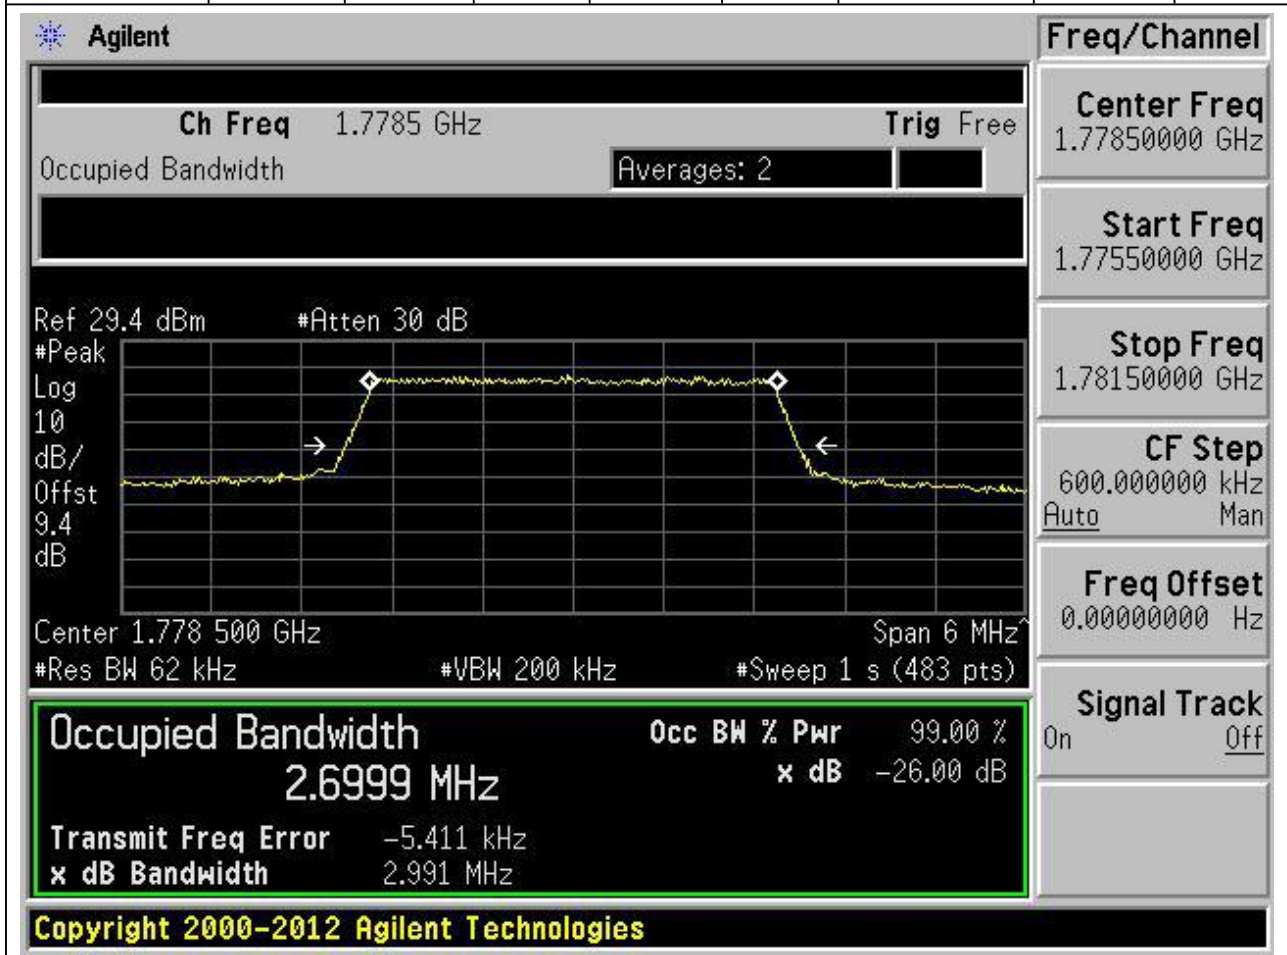 Agilent
Freq/Channel
Ch Freq 1.7785 GHz Trig Free
Occupied Bandwidth Averages: 2
Center Freq
1.77850000 GHz
Start Freq
1.77550000 GHz
Stop Freq
1.78150000 GHz
CF Step
600.000000 kHz
Auto Man
Freq Offset
0.00000000 Hz
Signal Track
On Off
Ref 29.4 dBm #Atten 30 dB
#Peak
Log
10
dB/
Offst
9.4
dB
Center 1.778 500 GHz Span 6 MHz^
#Res BW 62 kHz #VBW 200 kHz #Sweep 1 s (483 pts)
Occupied Bandwidth Occ BW % Pwr 99.00 %
2.6999 MHz x dB -26.00 dB
Transmit Freq Error -5.411 kHz
x dB Bandwidth 2.991 MHz
Copyright 2000-2012 Agilent Technologies